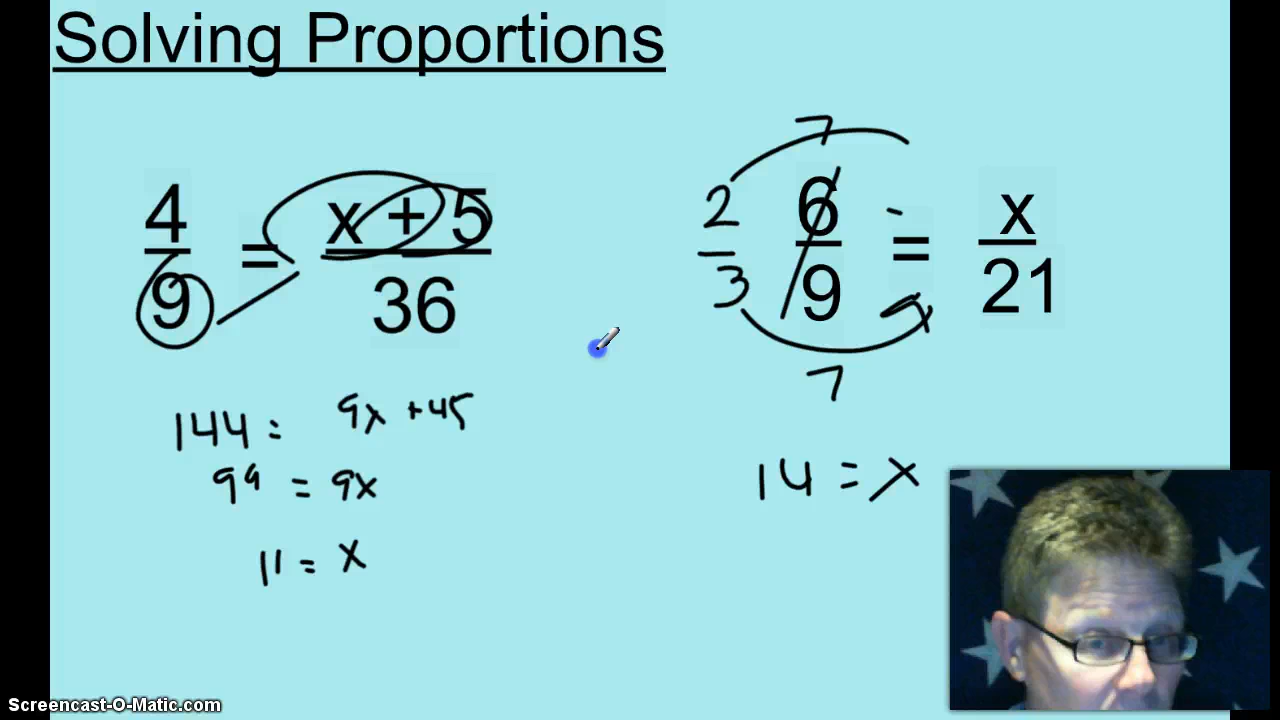 Solving Proportions
4/9 = x + 5/36
144 = 9x + 45
99 = 9x
11 = x
7
2/3 6/9 = x/21
7
14 = x
Screencast-O-Matic.com